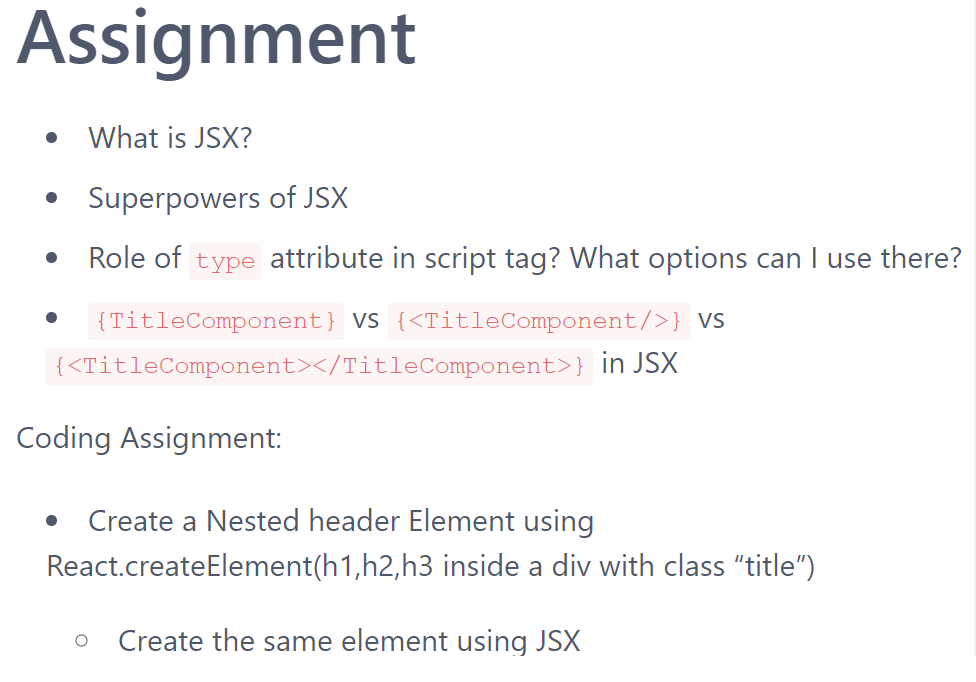 Assignment
• What is JSX?
• Superpowers of JSX
• Role of type attribute in script tag? What options can I use there?
• {TitleComponent} vs {<TitleComponent/>} vs
{<TitleComponent></TitleComponent>} in JSX
Coding Assignment:
• Create a Nested header Element using
React.createElement(h1,h2,h3 inside a div with class “title”)
○ Create the same element using JSX